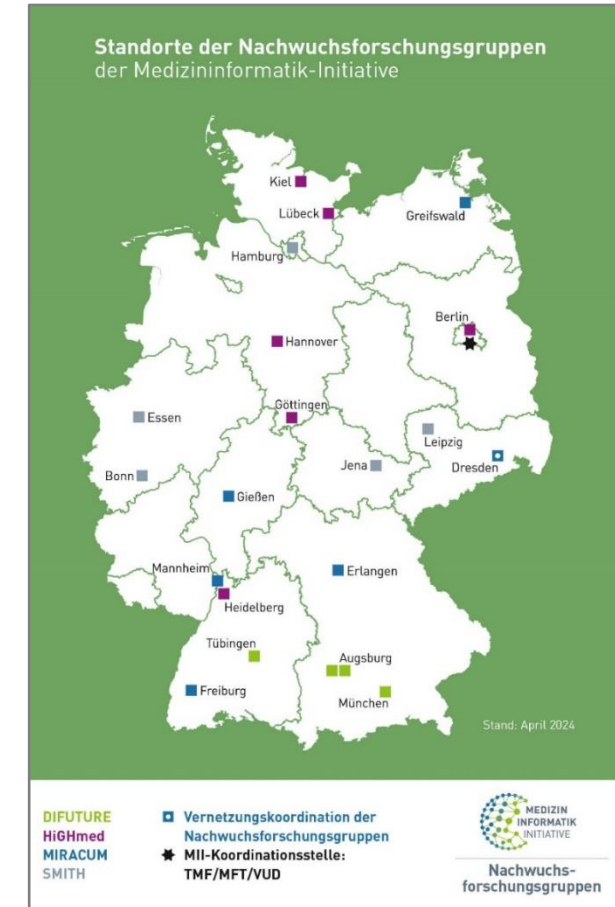 Standorte der Nachwuchsforschungsgruppen
der Medizininformatik-Initiative
Kiel
Lübeck
Greifswald
Hamburg
Berlin
Hannover
Göttingen
Essen
Leipzig
Dresden
Jena
Bonn
Gießen
Mannheim
Erlangen
Heidelberg
Tübingen
Augsburg
Freiburg
München
Stand: April 2024
DIFUTURE
HiGHmed
MIRACUM
SMITH
Vernetzungskoordination der
Nachwuchsforschungsgruppen
MII-Koordinationsstelle:
TMF/MFT/VUD
MEDIZIN
INFORMATIK
INITIATIVE
Nachwuchs-
forschungsgruppen